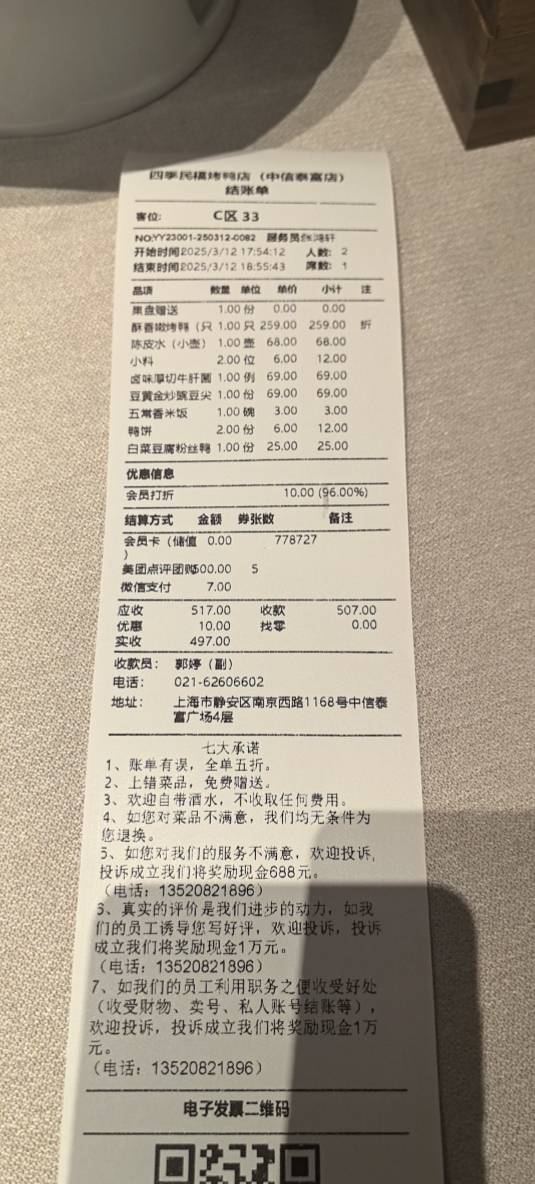 四季民福烤鸭店（中信泰富店）
结账单
客位： C区 33
NO:YY23001-250312-0082 服务员:
开始时间2025/3/12 17:54:12 人数: 2
结束时间2025/3/12 18:55:43 席数: 1
品项 数量 单位 单价 小计 注
果盘赠送 1.00 份 0.00 0.00
酥香嫩烤鸭（只 1.00 只 259.00 259.00 折
陈皮水（小壶） 1.00 壶 68.00 68.00
小料 2.00 位 6.00 12.00
卤味厚切牛肝菌 1.00 例 69.00 69.00
豆黄金炒豌豆尖 1.00 份 69.00 69.00
五常香米饭 1.00 碗 3.00 3.00
鸭饼 2.00 份 6.00 12.00
白菜豆腐粉丝鸭 1.00 份 25.00 25.00
优惠信息
会员打折 10.00 (96.00%)
结算方式 金额 券张数 备注
会员卡（储值 0.00 778727
）
美团点评团购500.00 5
微信支付 7.00
应收 517.00 收款 507.00
优惠 10.00 找零 0.00
实收 497.00
收款员： 郭婷（副）
电话： 021-62606602
地址： 上海市静安区南京西路1168号中信泰
富广场4层
七大承诺
1、账单有误，全单五折。
2、上错菜品，免费赠送。
3、欢迎自带酒水，不收取任何费用。
4、如您对菜品不满意，我们均无条件为
您退换。
5、如您对我们的服务不满意，欢迎投诉，
投诉成立我们将奖励现金688元。
（电话：13520821896）
6、真实的评价是我们进步的动力，如我
们的员工诱导您写好评，欢迎投诉，投诉
成立我们将奖励现金1万元。
（电话：13520821896）
7、如我们的员工利用职务之便收受好处
（收受财物、卖号、私人账号结账等），
欢迎投诉，投诉成立我们将奖励现金1万
元。
（电话：13520821896）
电子发票二维码